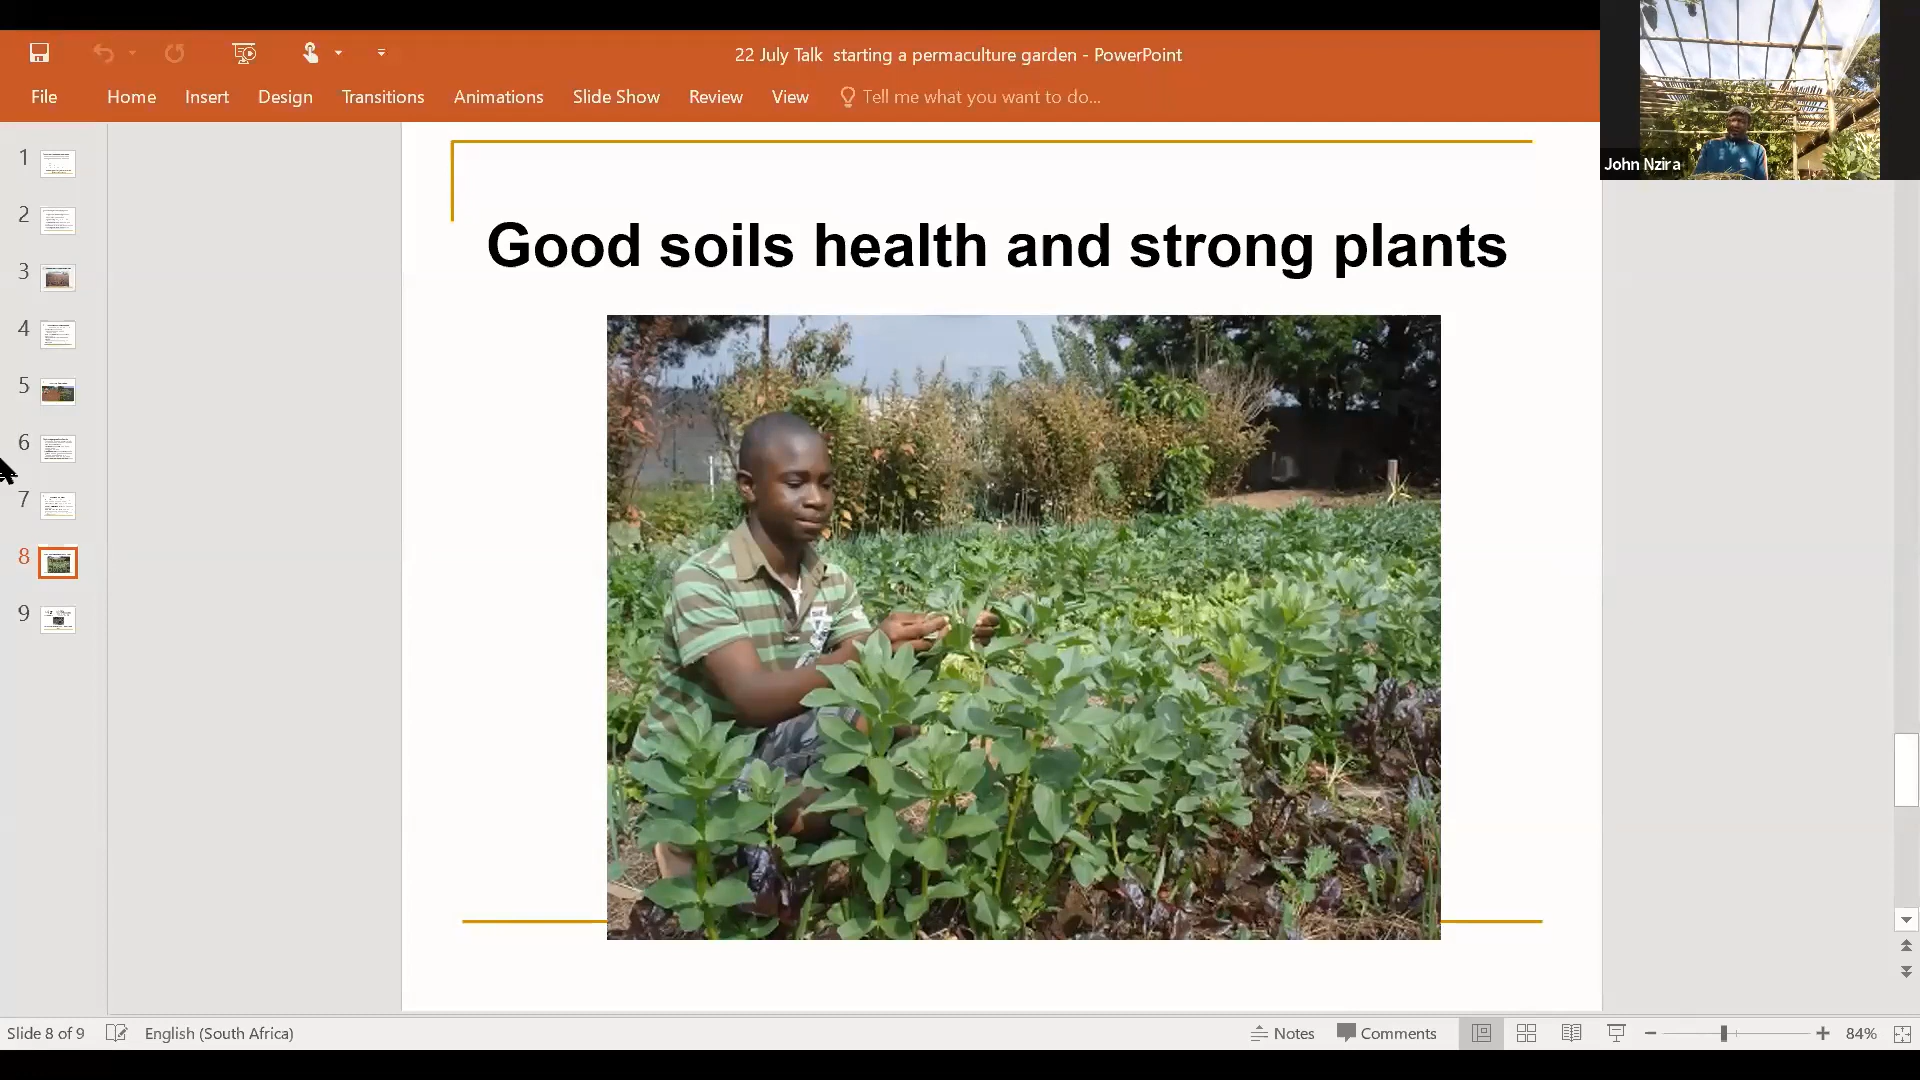 22 July Talk  starting a permaculture garden - PowerPoint
File Home Insert Design Transitions Animations Slide Show Review View Tell me what you want to do...
John Nzira
1
2
3
4
5
6
7
8
9
Good soils health and strong plants
Slide 8 of 9 English (South Africa) Notes Comments 84%